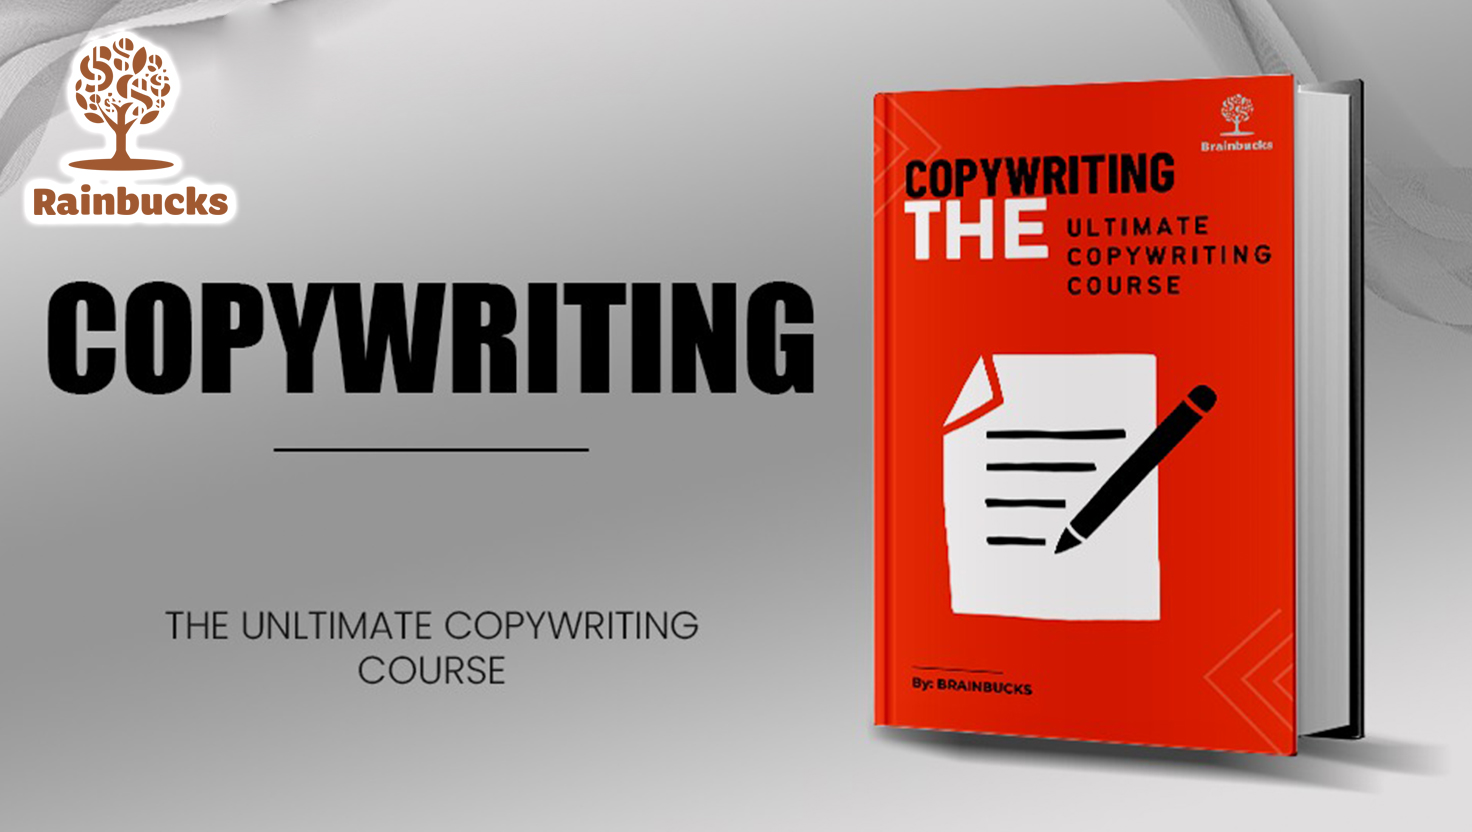 Rainbucks
COPYWRITING
THE UNLTIMATE COPYWRITING
COURSE
Brainbucks
COPYWRITING
THE
ULTIMATE
COPYWRITING
COURSE
By: BRAINBUCKS